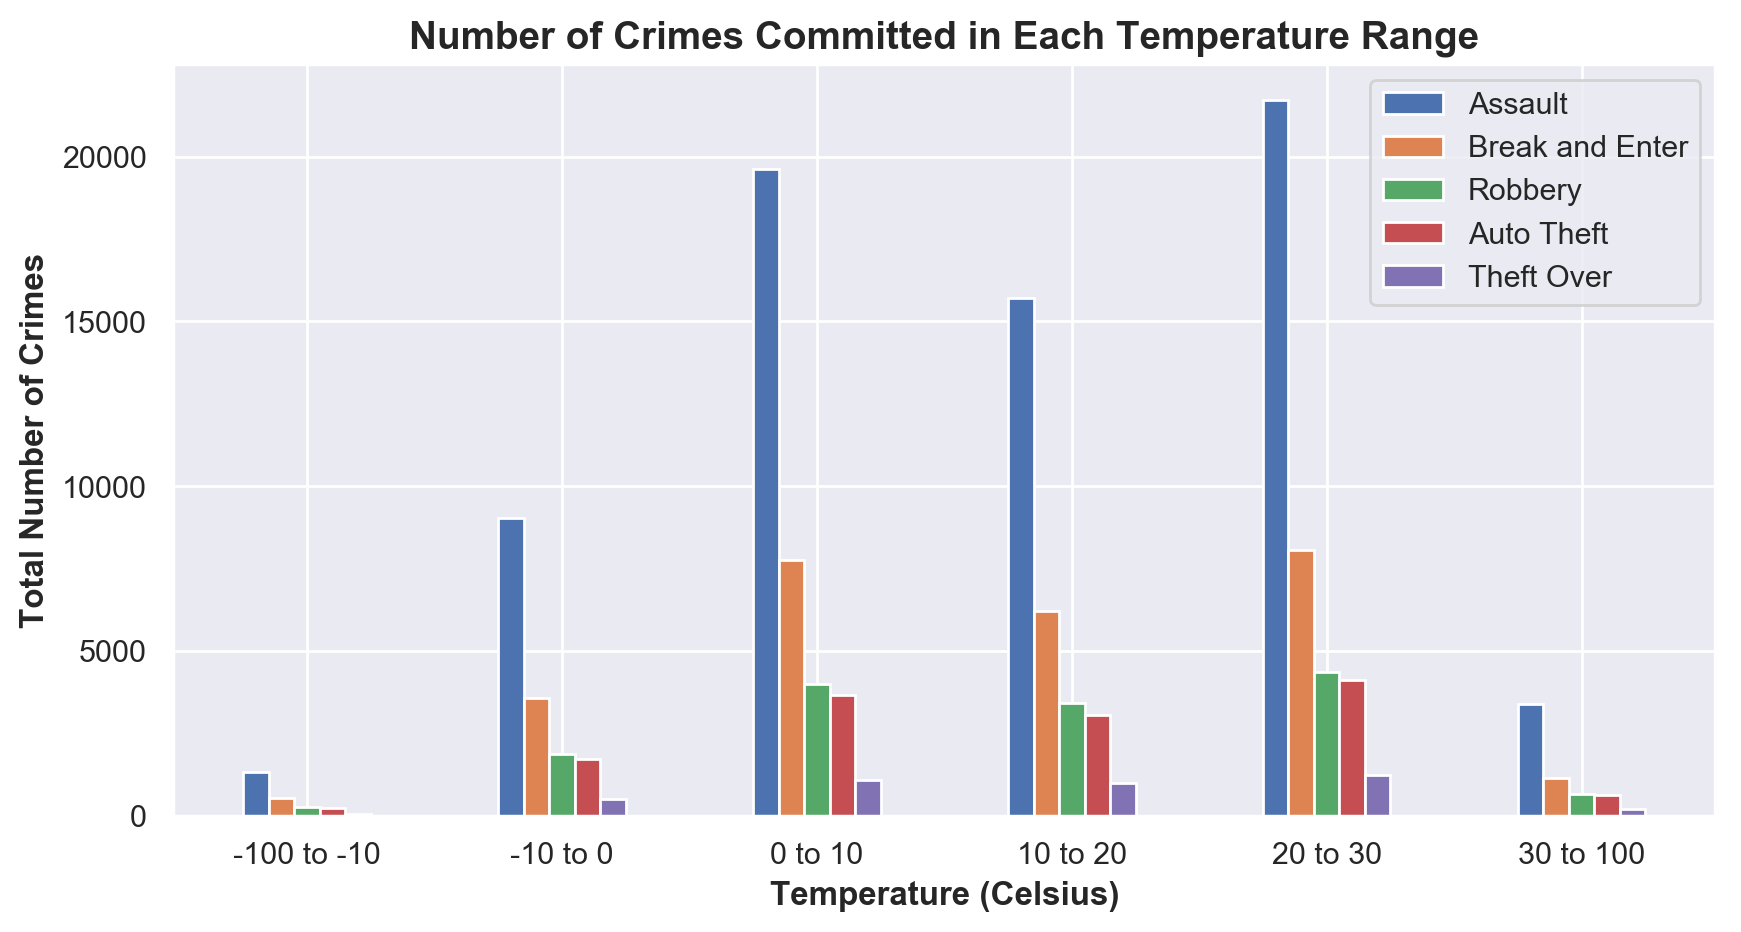 Number of Crimes Committed in Each Temperature Range
Assault
Break and Enter
Robbery
Auto Theft
Theft Over
Total Number of Crimes
20000
15000
10000
5000
0
-100 to -10
-10 to 0
0 to 10
10 to 20
20 to 30
30 to 100
Temperature (Celsius)